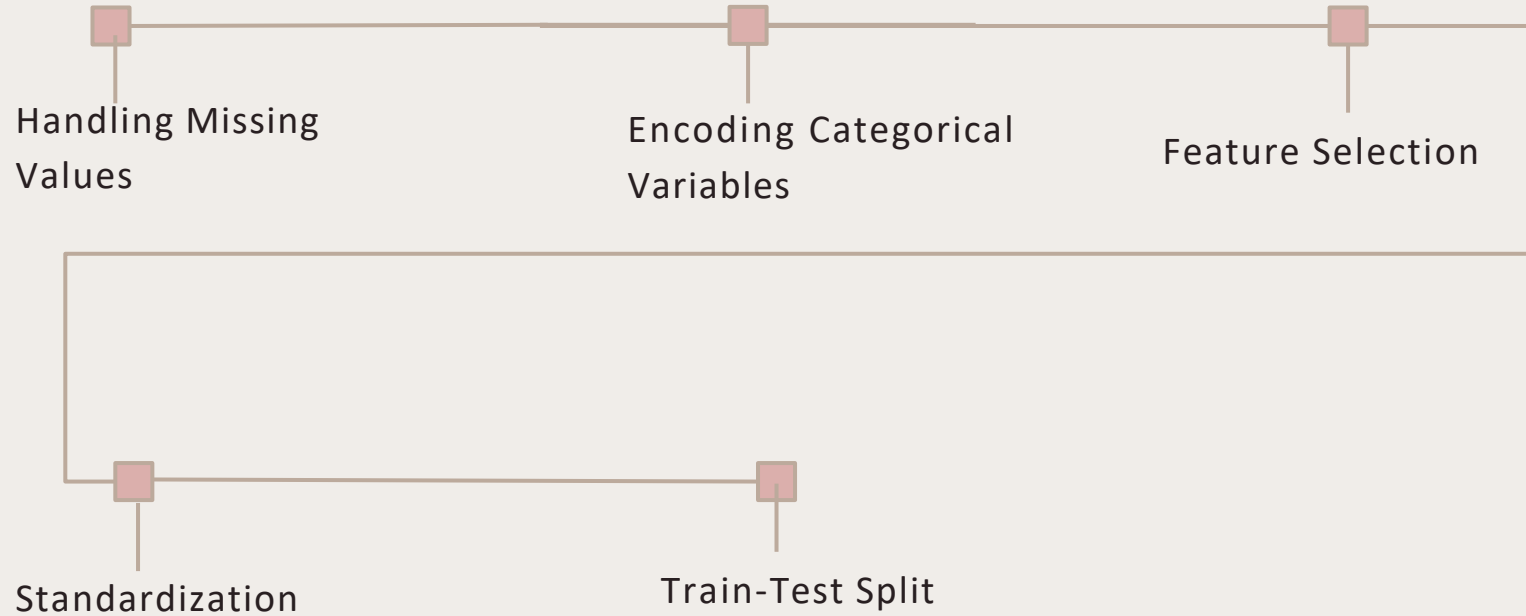 Handling Missing
Values
Encoding Categorical
Variables
Feature Selection
Standardization
Train-Test Split